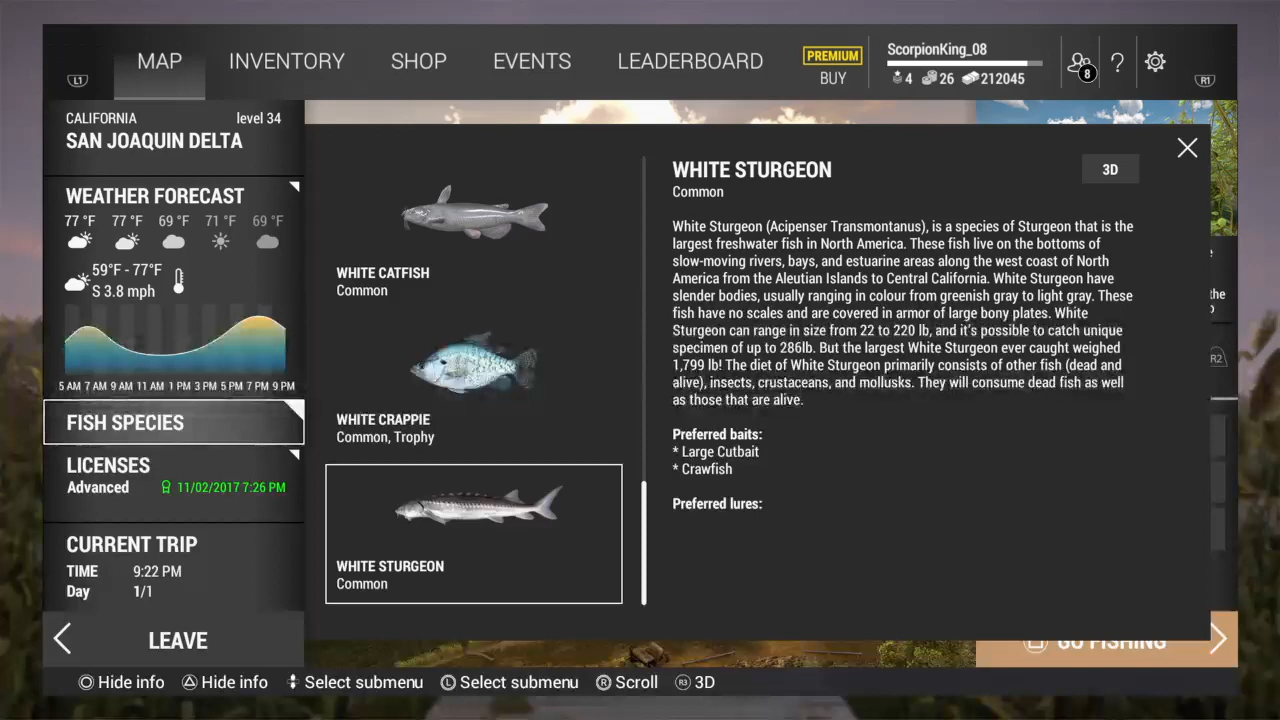 L1
MAP
INVENTORY
SHOP
EVENTS
LEADERBOARD
PREMIUM
BUY
ScorpionKing_08
4 26 212045
8
?
R1
CALIFORNIA level 34
SAN JOAQUIN DELTA
WEATHER FORECAST
77 °F 77 °F 69 °F 71 °F 69 °F
59°F - 77°F
S 3.8 mph
5 AM 7 AM 9 AM 11 AM 1 PM 3 PM 5 PM 7 PM 9 PM
FISH SPECIES
LICENSES
Advanced 11/02/2017 7:26 PM
CURRENT TRIP
TIME 9:22 PM
Day 1/1
LEAVE
WHITE CATFISH
Common
WHITE CRAPPIE
Common, Trophy
WHITE STURGEON
Common
WHITE STURGEON
3D
Common
White Sturgeon (Acipenser Transmontanus), is a species of Sturgeon that is the
largest freshwater fish in North America. These fish live on the bottoms of
slow-moving rivers, bays, and estuarine areas along the west coast of North
America from the Aleutian Islands to Central California. White Sturgeon have
slender bodies, usually ranging in colour from greenish gray to light gray. These
fish have no scales and are covered in armor of large bony plates. White
Sturgeon can range in size from 22 to 220 lb, and it's possible to catch unique
specimen of up to 286lb. But the largest White Sturgeon ever caught weighed
1,799 lb! The diet of White Sturgeon primarily consists of other fish (dead and
alive), insects, crustaceans, and mollusks. They will consume dead fish as well
as those that are alive.
Preferred baits:
* Large Cutbait
* Crawfish
Preferred lures:
R2
GO FISHING
Hide info Hide info Select submenu L Select submenu R Scroll R3 3D